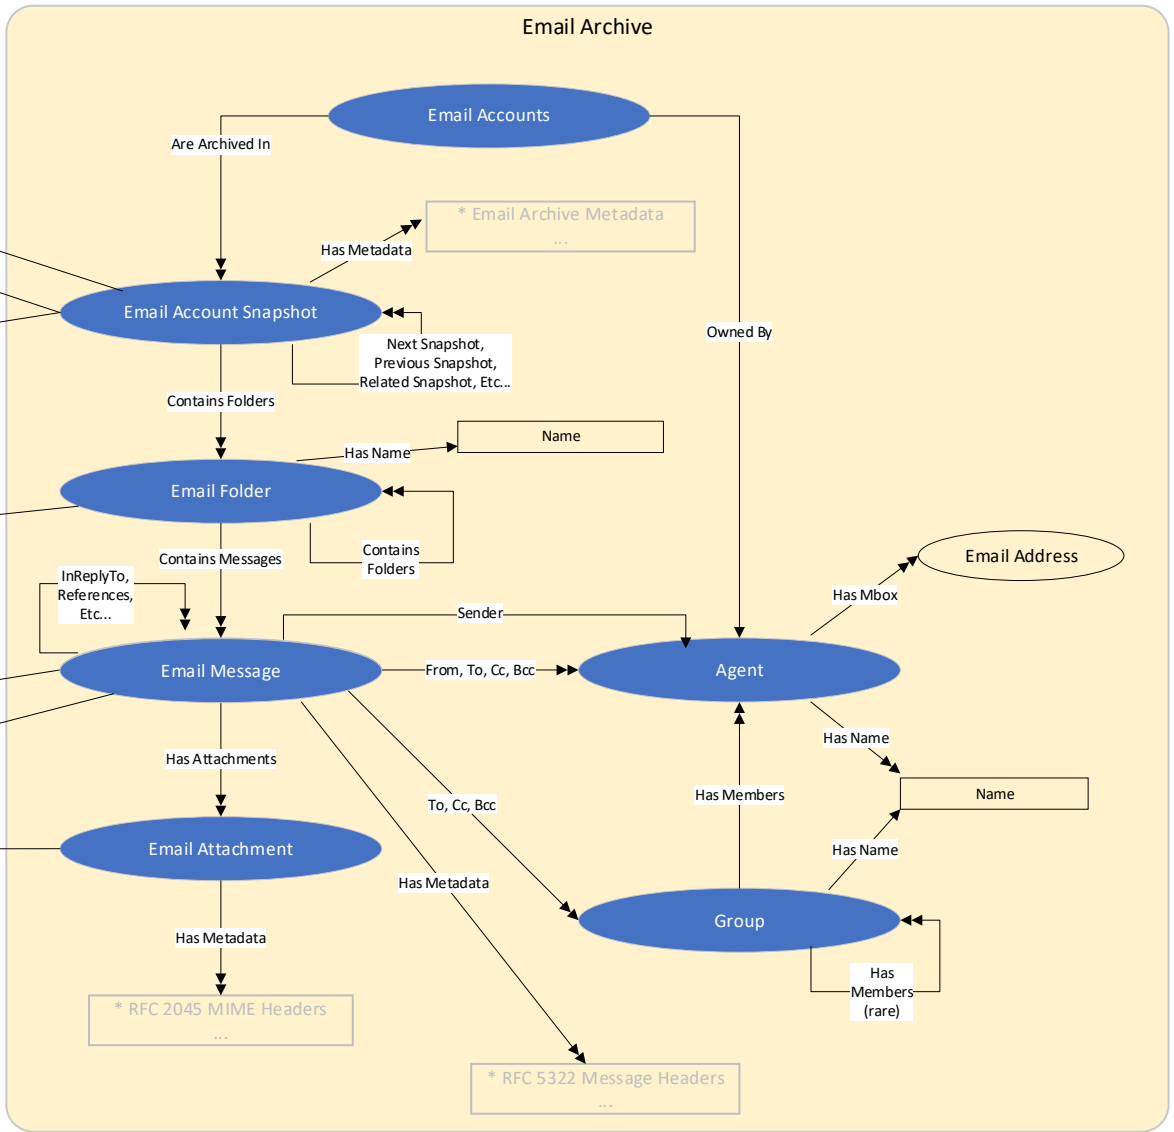 Email Archive
Email Accounts
Are Archived In
* Email Archive Metadata
...
Has Metadata
Email Account Snapshot
Owned By
Next Snapshot,
Previous Snapshot,
Related Snapshot, Etc...
Contains Folders
Name
Has Name
Email Folder
Contains
Folders
Contains Messages
Email Address
InReplyTo,
References,
Etc...
Has Mbox
Sender
Email Message
From, To, Cc, Bcc
Agent
Has Name
Has Attachments
Has Members
Name
To, Cc, Bcc
Email Attachment
Has Name
Has Metadata
Group
Has Metadata
Has
Members
(rare)
* RFC 2045 MIME Headers
...
* RFC 5322 Message Headers
...